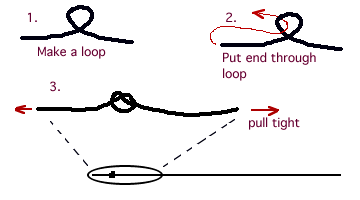 1.
Make a loop
2.
Put end through
loop
3.
pull tight